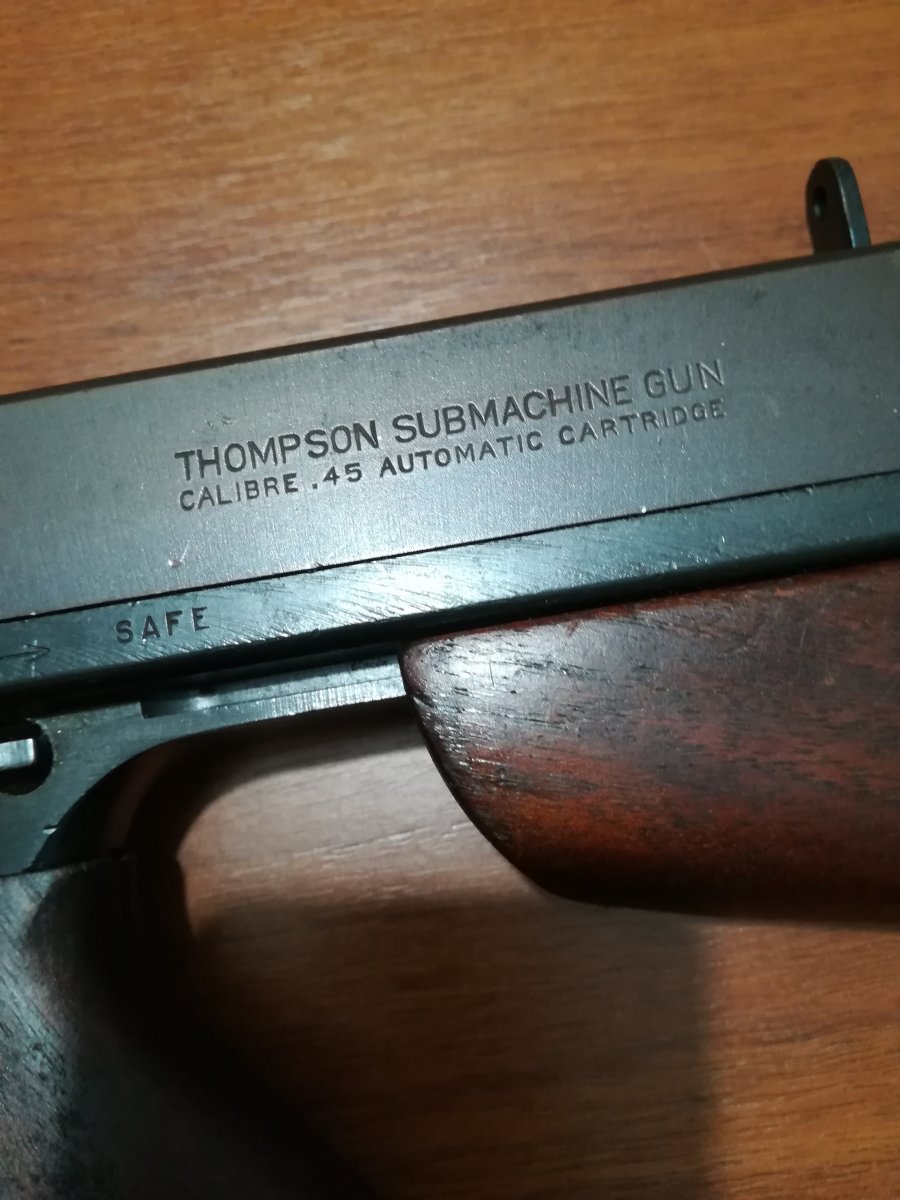 THOMPSON SUBMACHINE GUN
CALIBRE .45 AUTOMATIC CARTRIDGE
SAFE